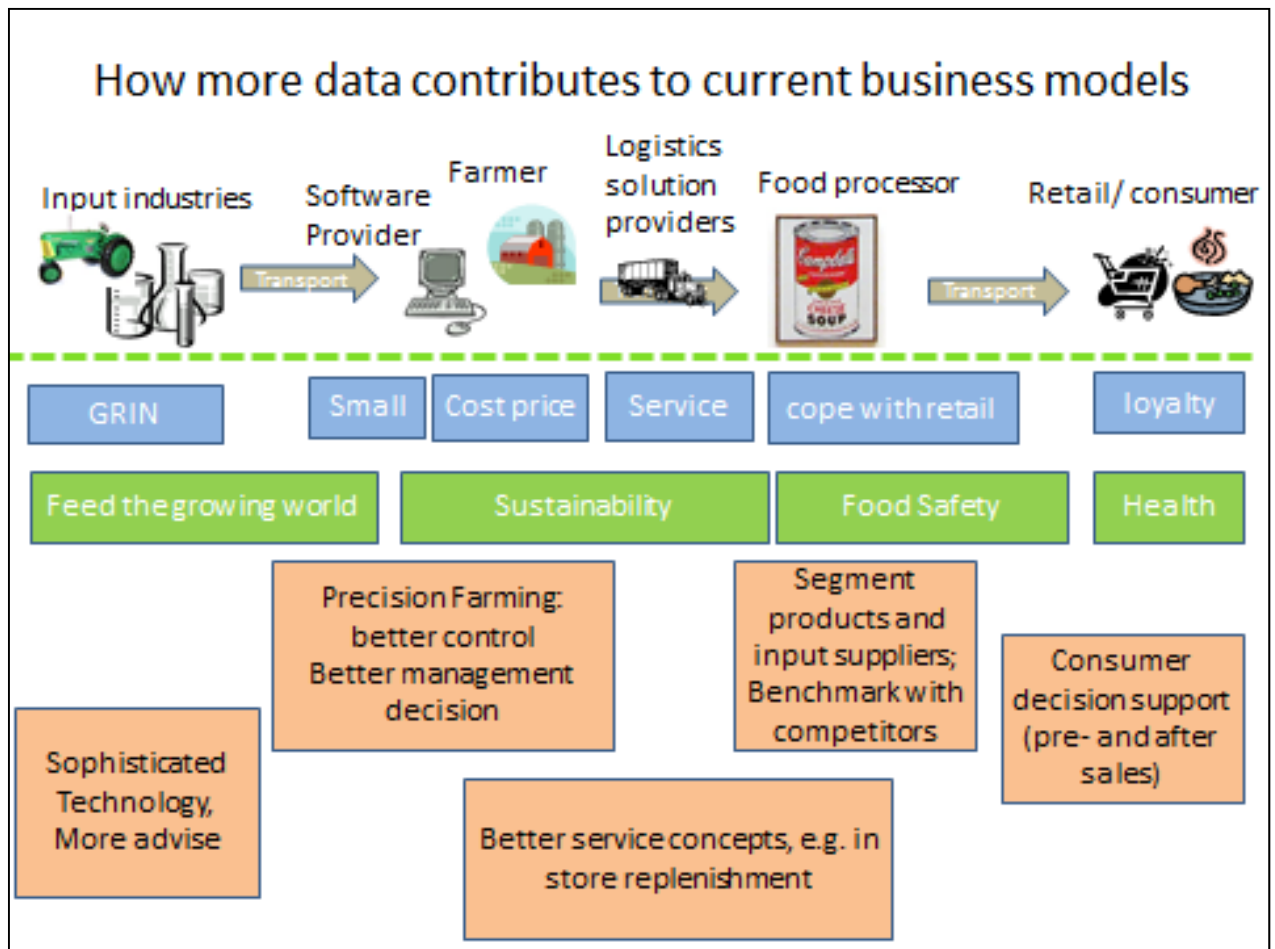 How more data contributes to current business models
Input industries
Software
Provider
Farmer
Logistics
solution
providers
Food processor
Retail/ consumer
Transport
Campbell's
CHEESE
SOUP
Transport
GRIN
Small
Cost price
Service
cope with retail
loyalty
Feed the growing world
Sustainability
Food Safety
Health
Precision Farming:
better control
Better management
decision
Segment
products and
input suppliers;
Benchmark with
competitors
Consumer
decision support
(pre- and after
sales)
Sophisticated
Technology,
More advise
Better service concepts, e.g. in
store replenishment